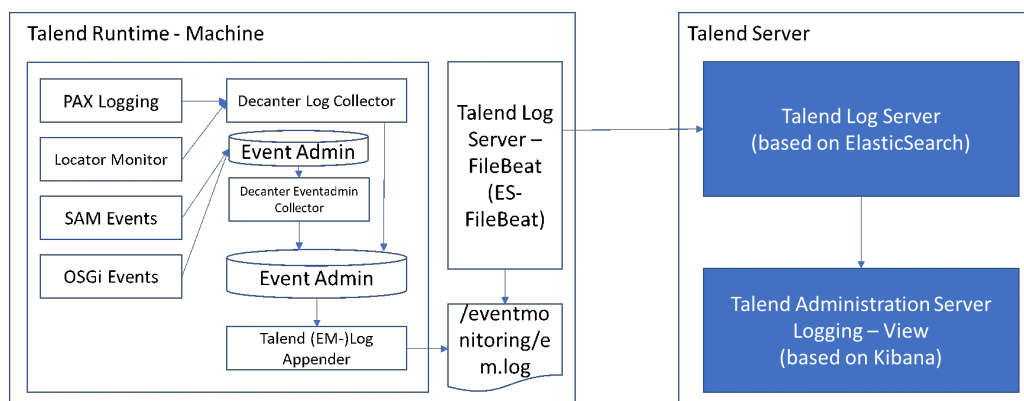 Talend Runtime - Machine
PAX Logging
Locator Monitor
SAM Events
OSGi Events
Decanter Log Collector
Event Admin
Decanter Eventadmin
Collector
Event Admin
Talend (EM-)Log
Appender
Talend Log
Server –
FileBeat
(ES-
FileBeat)
/eventmo
nitoring/e
m.log
Talend Server
Talend Log Server
(based on ElasticSearch)
Talend Administration Server
Logging – View
(based on Kibana)